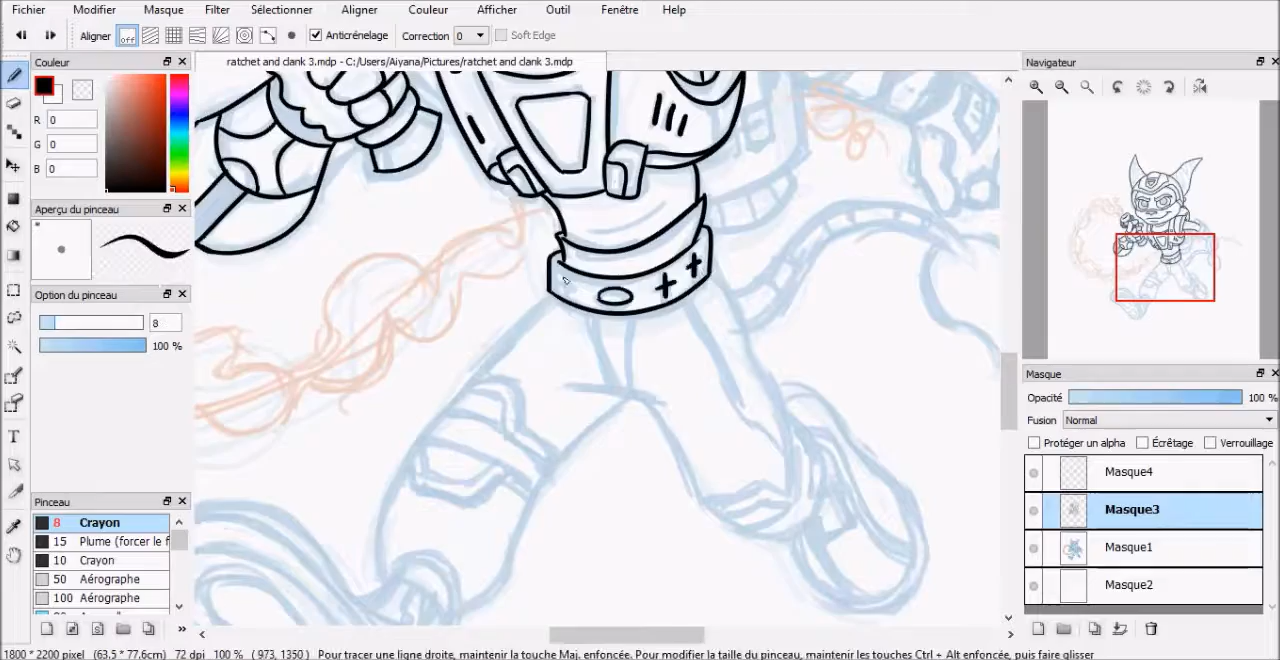 Fichier Modifier Masque Filter Sélectionner Aligner Couleur Afficher Outil Fenêtre Help
Aligner off Anticrénelage Correction 0 Soft Edge
Couleur
ratchet and clank 3.mdp - C:/Users/Aiyana/Pictures/ratchet and clank 3.mdp
Navigateur
R 0
G 0
B 0
Aperçu du pinceau
Option du pinceau
8
100 %
Masque
Opacité 100 %
Fusion Normal
Protéger un alpha Écrêtage Verrouillage
Masque4
Masque3
Masque1
Masque2
Pinceau
8 Crayon
15 Plume (forcer le f
10 Crayon
50 Aérographe
100 Aérographe
1800 * 2200 pixel (63.5 * 77.6cm) 72 dpi 100 % ( 973, 1350 ) Pour tracer une ligne droite, maintenir la touche Maj. enfoncée. Pour modifier la taille du pinceau, maintenir les touches Ctrl + Alt enfoncée, puis faire glisser